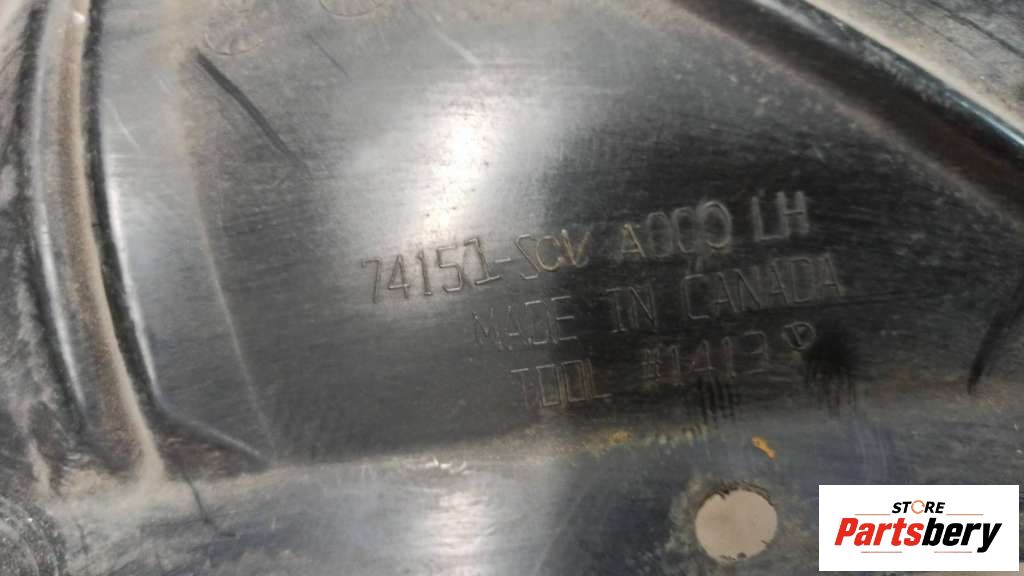 74151-SCV A000 LH
MADE IN CANADA
TOOL #1413
STORE
Partsbery